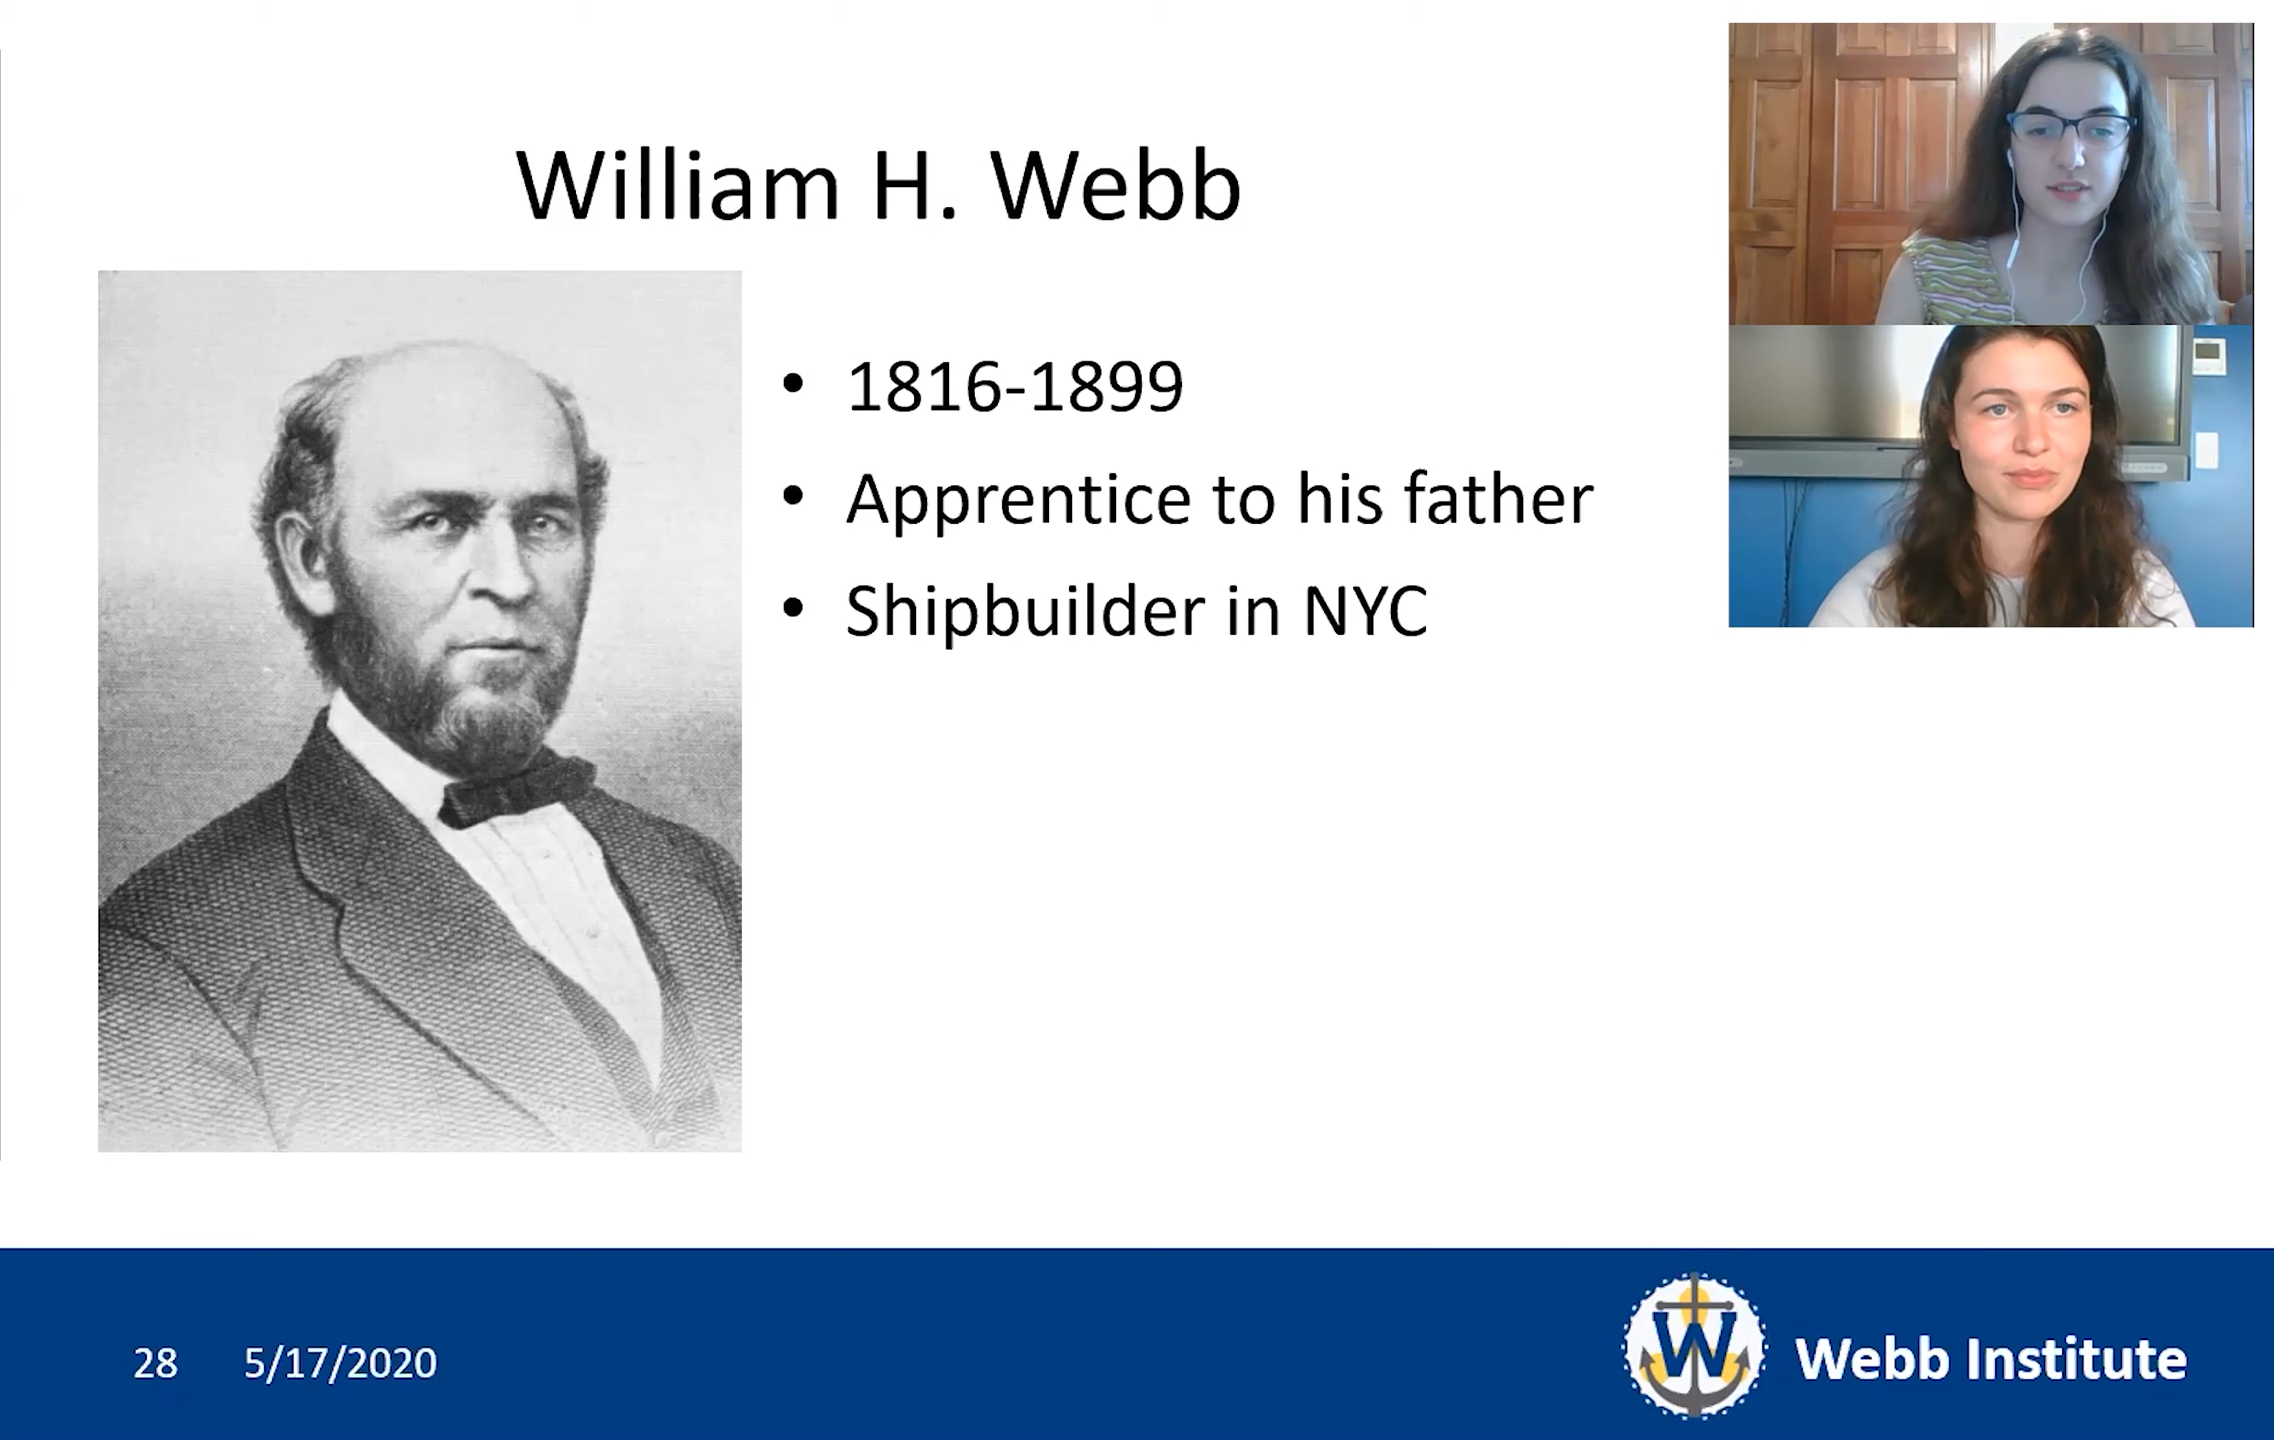 William H. Webb
• 1816-1899
• Apprentice to his father
• Shipbuilder in NYC
28 5/17/2020
W
Webb Institute